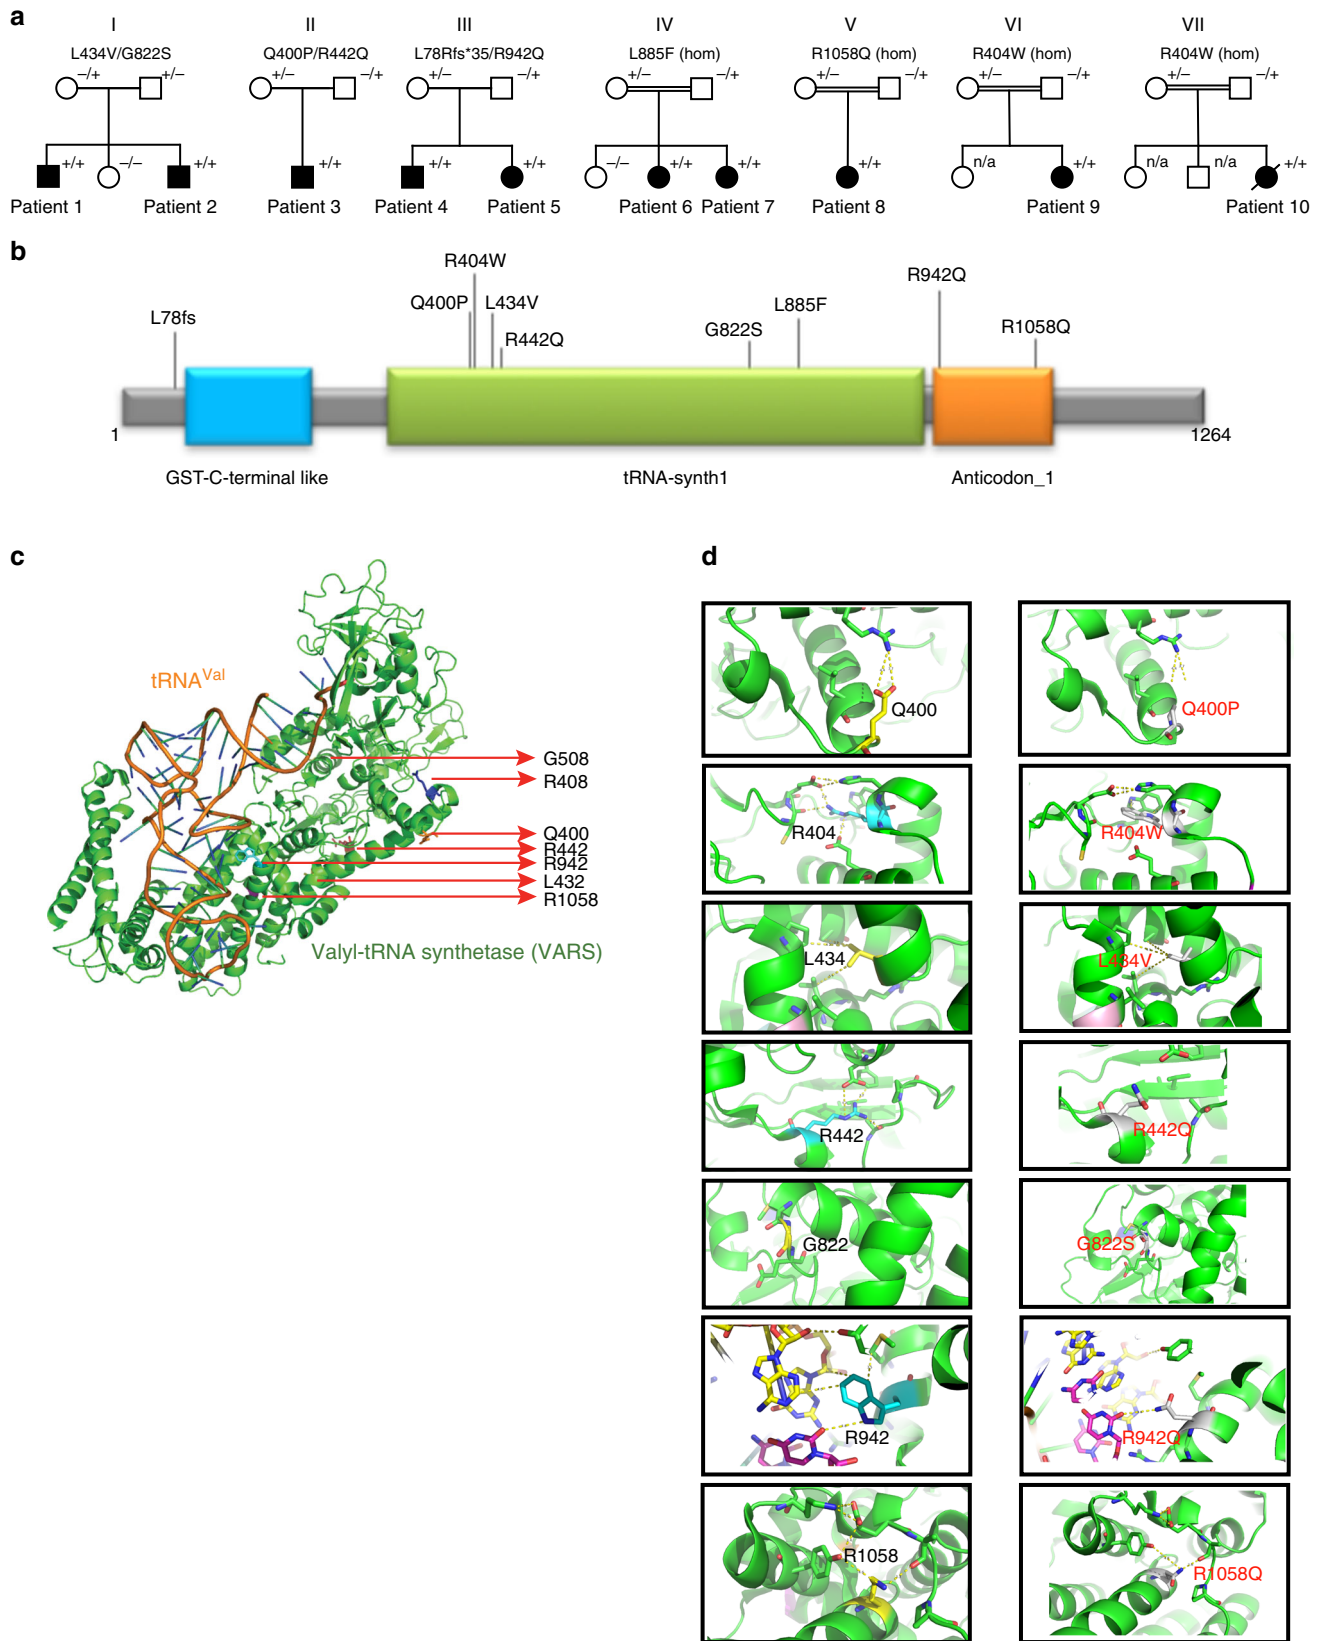 a
I II III IV V VI VII
L434V/G822S Q400P/R442Q L78Rfs*35/R942Q L885F (hom) R1058Q (hom) R404W (hom) R404W (hom)
–/+ +/– +/– –/+ +/– –/+ +/– –/+ +/– –/+ +/– –/+ +/– –/+
+/+ –/– +/+ +/+ +/+ +/+ –/– +/+ +/+ +/+ n/a +/+ n/a n/a +/+
Patient 1 Patient 2 Patient 3 Patient 4 Patient 5 Patient 6 Patient 7 Patient 8 Patient 9 Patient 10
b
R404W
R942Q
Q400P L434V L885F
L78fs G822S R1058Q
R442Q
1 1264
GST-C-terminal like tRNA-synth1 Anticodon_1
c
tRNAVal
G508
R408
Q400
R442
R942
L432
R1058
Valyl-tRNA synthetase (VARS)
d
Q400 Q400P
R404 R404W
L434 L434V
R442 R442Q
G822 G822S
R942 R942Q
R1058 R1058Q